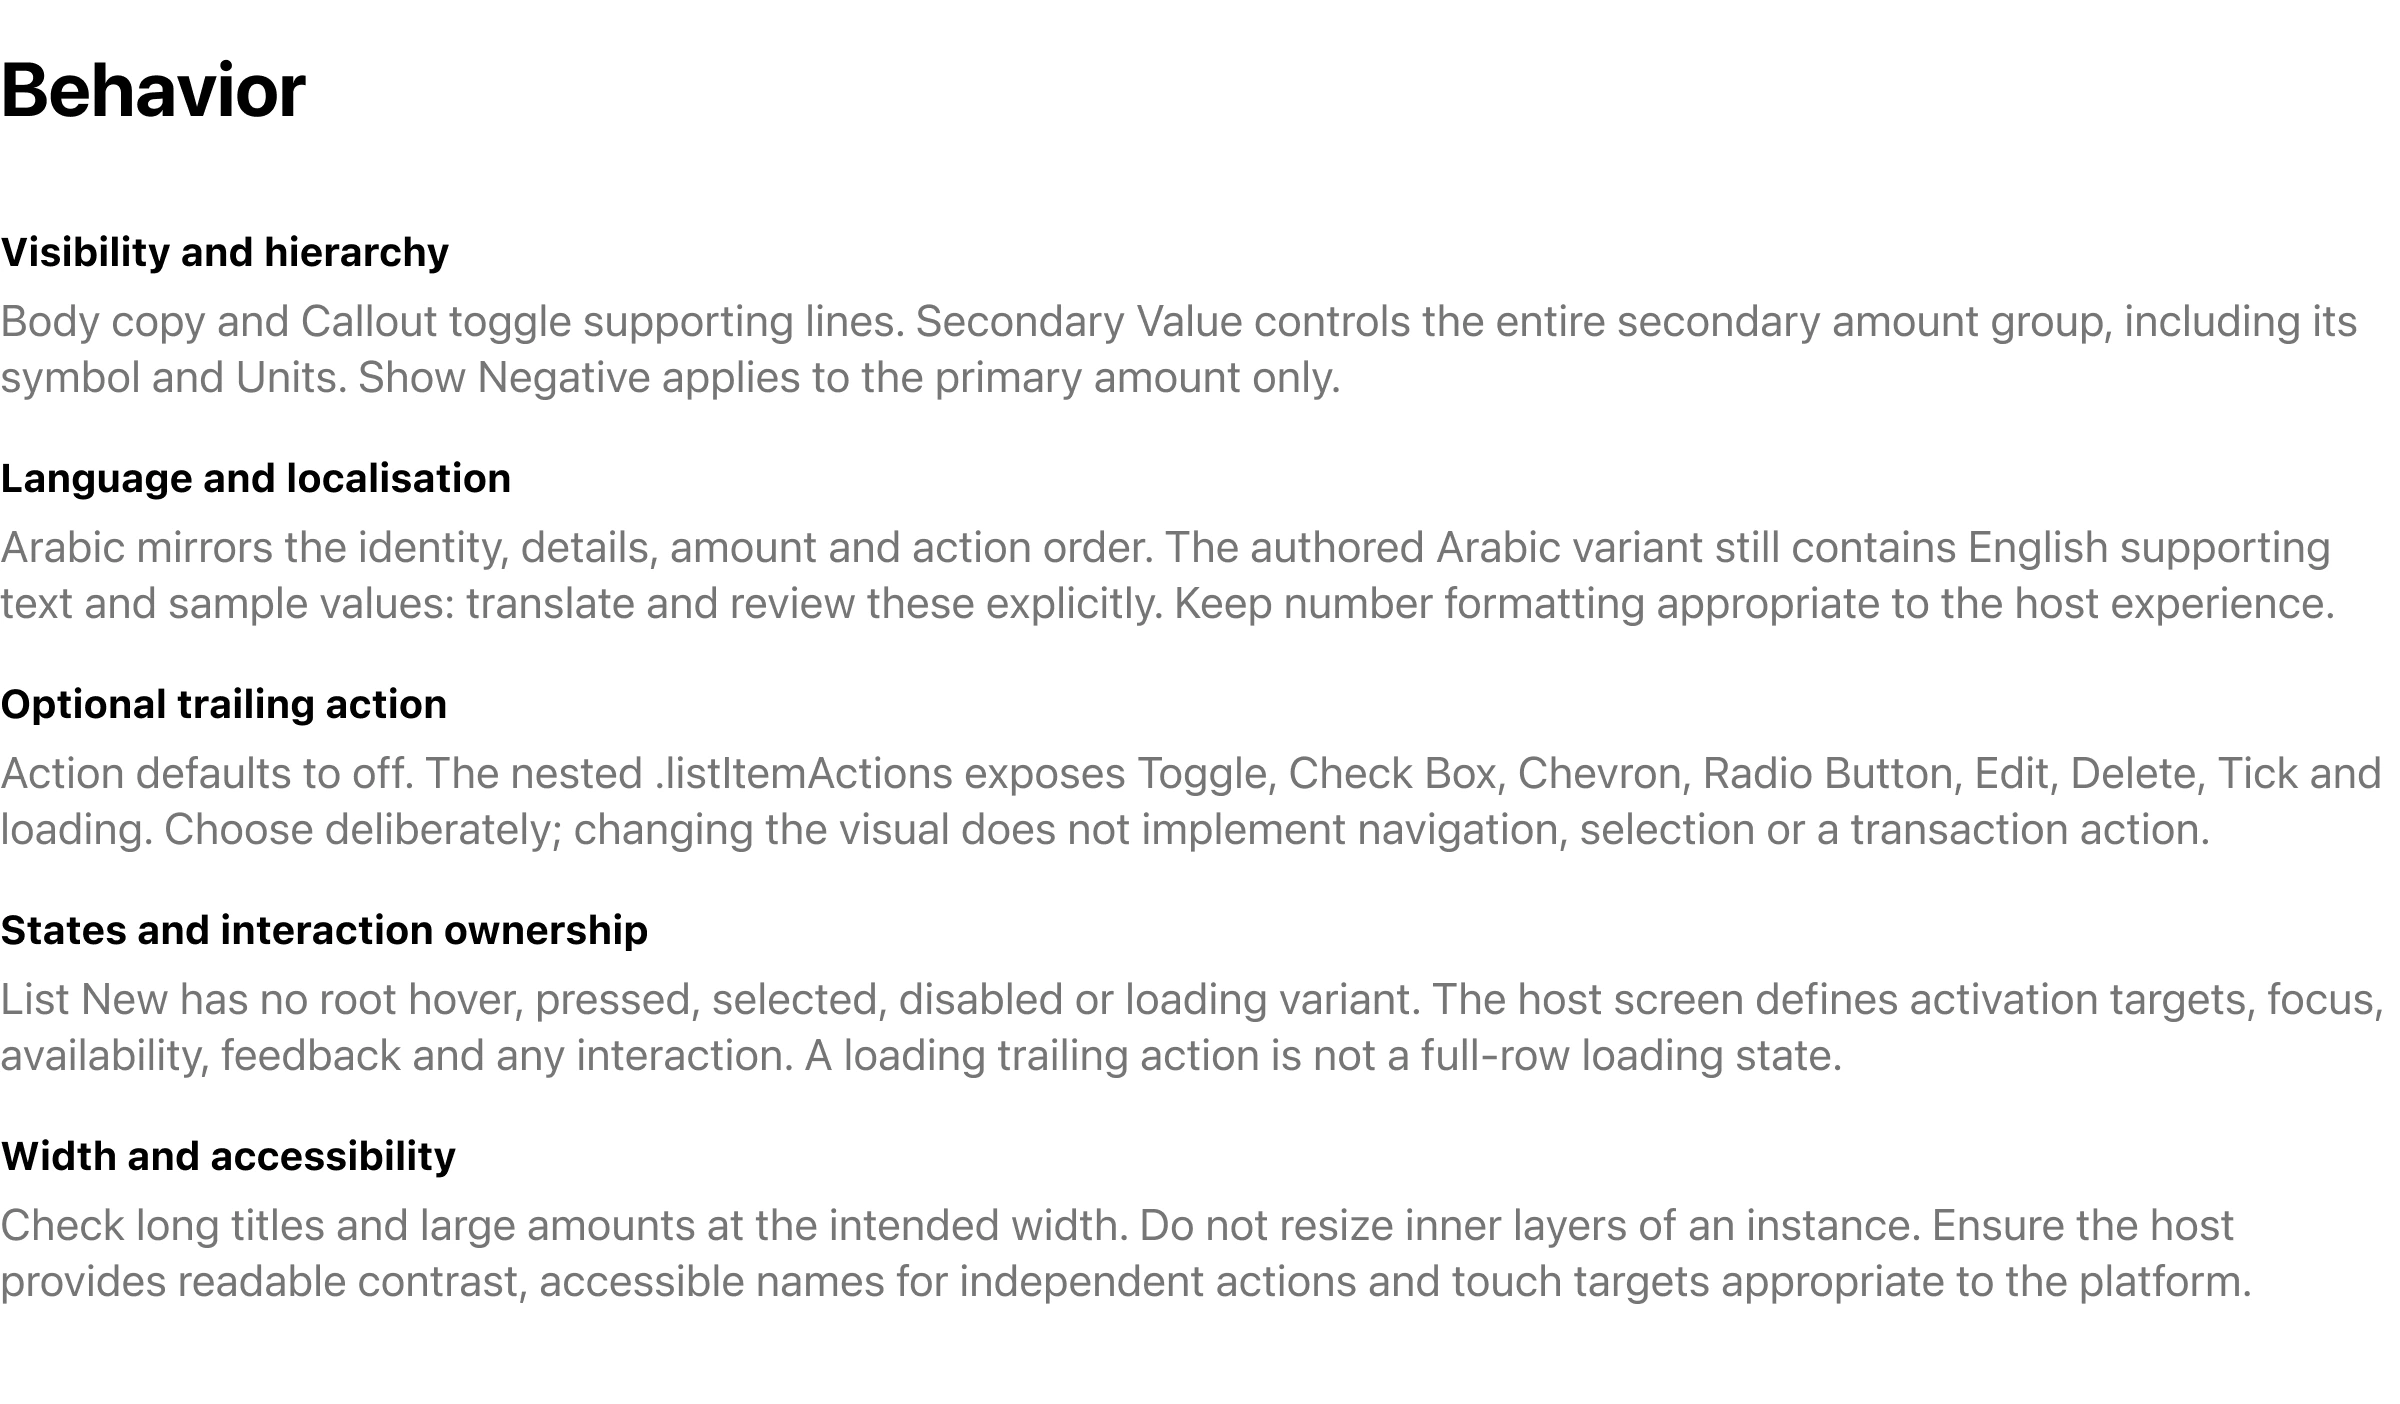 Behavior
Visibility and hierarchy
Body copy and Callout toggle supporting lines. Secondary Value controls the entire secondary amount group, including its
symbol and Units. Show Negative applies to the primary amount only.
Language and localisation
Arabic mirrors the identity, details, amount and action order. The authored Arabic variant still contains English supporting
text and sample values: translate and review these explicitly. Keep number formatting appropriate to the host experience.
Optional trailing action
Action defaults to off. The nested .listItemActions exposes Toggle, Check Box, Chevron, Radio Button, Edit, Delete, Tick and
loading. Choose deliberately; changing the visual does not implement navigation, selection or a transaction action.
States and interaction ownership
List New has no root hover, pressed, selected, disabled or loading variant. The host screen defines activation targets, focus,
availability, feedback and any interaction. A loading trailing action is not a full-row loading state.
Width and accessibility
Check long titles and large amounts at the intended width. Do not resize inner layers of an instance. Ensure the host
provides readable contrast, accessible names for independent actions and touch targets appropriate to the platform.